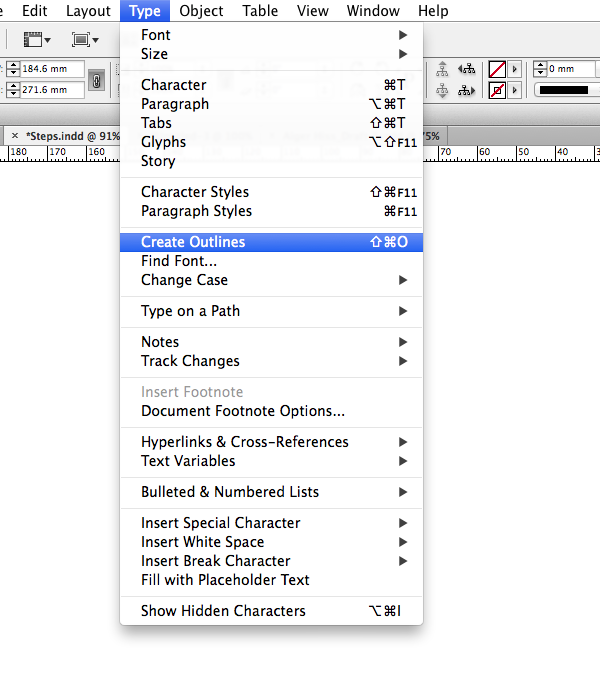 Edit Layout Type Object Table View Window Help
184.6 mm
271.6 mm
0 mm
× *Steps.indd @ 91%
75%
180 170 160 70 60 50 40 3
Font
Size
Character ⌘T
Paragraph ⌥⌘T
Tabs ⇧⌘T
Glyphs ⌥⇧F11
Story
Character Styles ⇧⌘F11
Paragraph Styles ⌘F11
Create Outlines ⇧⌘O
Find Font...
Change Case
Type on a Path
Notes
Track Changes
Insert Footnote
Document Footnote Options...
Hyperlinks & Cross-References
Text Variables
Bulleted & Numbered Lists
Insert Special Character
Insert White Space
Insert Break Character
Fill with Placeholder Text
Show Hidden Characters ⌥⌘I